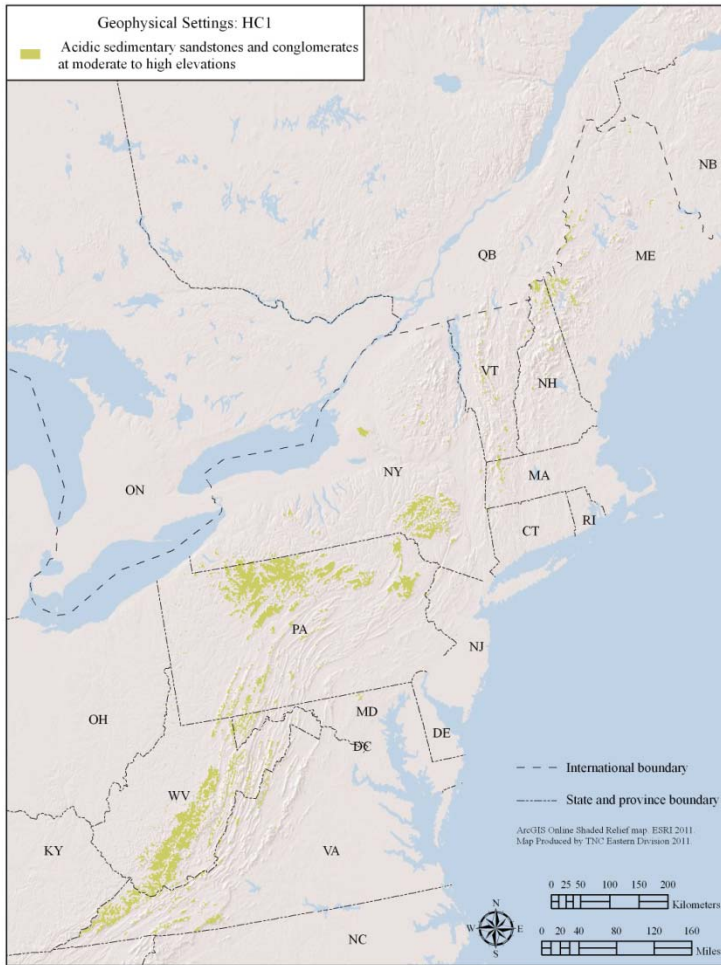 Geophysical Settings: HC1
Acidic sedimentary sandstones and conglomerates
at moderate to high elevations
NB
QB
ME
VT
NH
NY
MA
ON
CT
RI
PA
NJ
OH
MD
DE
DC
WV
KY
VA
NC
International boundary
State and province boundary
ArcGIS Online Shaded Relief map. ESRI 2011.
Map Produced by TNC Eastern Division 2011.
N
W
E
S
0 25 50 100 150 200
Kilometers
0 20 40 80 120 160
Miles